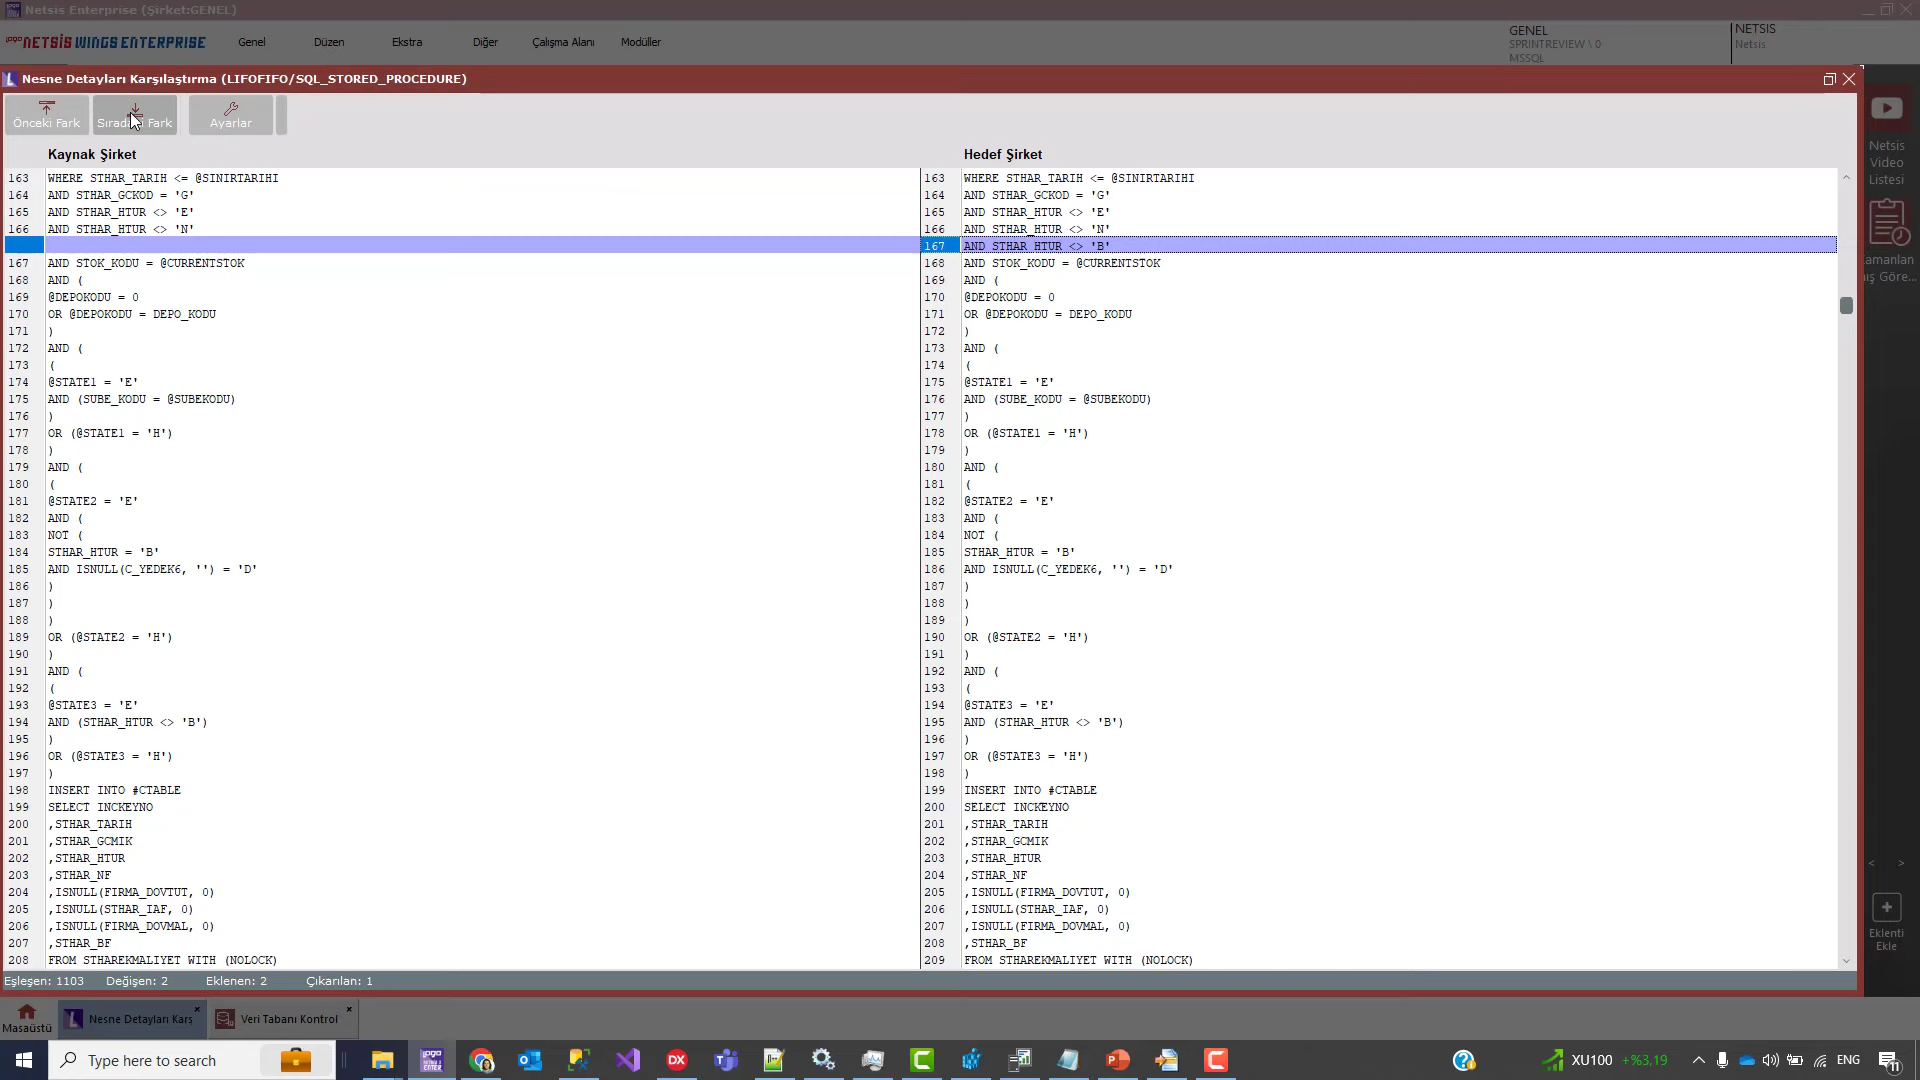 Netsis Enterprise (Şirket:GENEL)
logo NETSİS WINGS ENTERPRISE
Genel
Düzen
Ekstra
Diğer
Çalışma Alanı
Modüller
GENEL
SPRINTREVIEW \ 0
MSSQL
NETSIS
Netsis
Nesne Detayları Karşılaştırma (LIFOFIFO/SQL_STORED_PROCEDURE)
Önceki Fark
Ayarlar
Netsis
Video
Listesi
Kaynak Şirket
163 WHERE STHAR_TARIH <= @SINIRTARIHI
164 AND STHAR_GCKOD = 'G'
165 AND STHAR_HTUR <> 'E'
166 AND STHAR_HTUR <> 'N'
167 AND STOK_KODU = @CURRENTSTOK
168 AND (
169 @DEPOKODU = 0
170 OR @DEPOKODU = DEPO_KODU
171 )
172 AND (
173 (
174 @STATE1 = 'E'
175 AND (SUBE_KODU = @SUBEKODU)
176 )
177 OR (@STATE1 = 'H')
178 )
179 AND (
180 (
181 @STATE2 = 'E'
182 AND (
183 NOT (
184 STHAR_HTUR = 'B'
185 AND ISNULL(C_YEDEK6, '') = 'D'
186 )
187 )
188 )
189 OR (@STATE2 = 'H')
190 )
191 AND (
192 (
193 @STATE3 = 'E'
194 AND (STHAR_HTUR <> 'B')
195 )
196 OR (@STATE3 = 'H')
197 )
198 INSERT INTO #CTABLE
199 SELECT INCKEYNO
200 ,STHAR_TARIH
201 ,STHAR_GCMIK
202 ,STHAR_HTUR
203 ,STHAR_NF
204 ,ISNULL(FIRMA_DOVTUT, 0)
205 ,ISNULL(STHAR_IAF, 0)
206 ,ISNULL(FIRMA_DOVMAL, 0)
207 ,STHAR_BF
208 FROM STHAREKMALIYET WITH (NOLOCK)
Hedef Şirket
163 WHERE STHAR_TARIH <= @SINIRTARIHI
164 AND STHAR_GCKOD = 'G'
165 AND STHAR_HTUR <> 'E'
166 AND STHAR_HTUR <> 'N'
167 AND STHAR_HTUR <> 'B'
168 AND STOK_KODU = @CURRENTSTOK
169 AND (
170 @DEPOKODU = 0
171 OR @DEPOKODU = DEPO_KODU
172 )
173 AND (
174 (
175 @STATE1 = 'E'
176 AND (SUBE_KODU = @SUBEKODU)
177 )
178 OR (@STATE1 = 'H')
179 )
180 AND (
181 (
182 @STATE2 = 'E'
183 AND (
184 NOT (
185 STHAR_HTUR = 'B'
186 AND ISNULL(C_YEDEK6, '') = 'D'
187 )
188 )
189 )
190 OR (@STATE2 = 'H')
191 )
192 AND (
193 (
194 @STATE3 = 'E'
195 AND (STHAR_HTUR <> 'B')
196 )
197 OR (@STATE3 = 'H')
198 )
199 INSERT INTO #CTABLE
200 SELECT INCKEYNO
201 ,STHAR_TARIH
202 ,STHAR_GCMIK
203 ,STHAR_HTUR
204 ,STHAR_NF
205 ,ISNULL(FIRMA_DOVTUT, 0)
206 ,ISNULL(STHAR_IAF, 0)
207 ,ISNULL(FIRMA_DOVMAL, 0)
208 ,STHAR_BF
209 FROM STHAREKMALIYET WITH (NOLOCK)
Eklenti
Ekle
Eşleşen: 1103 Değişen: 2 Eklenen: 2 Çıkarılan: 1
Masaüstü
Nesne Detayları Karş
Veri Tabanı Kontrol
Type here to search
XU100 +%3,19
ENG
11